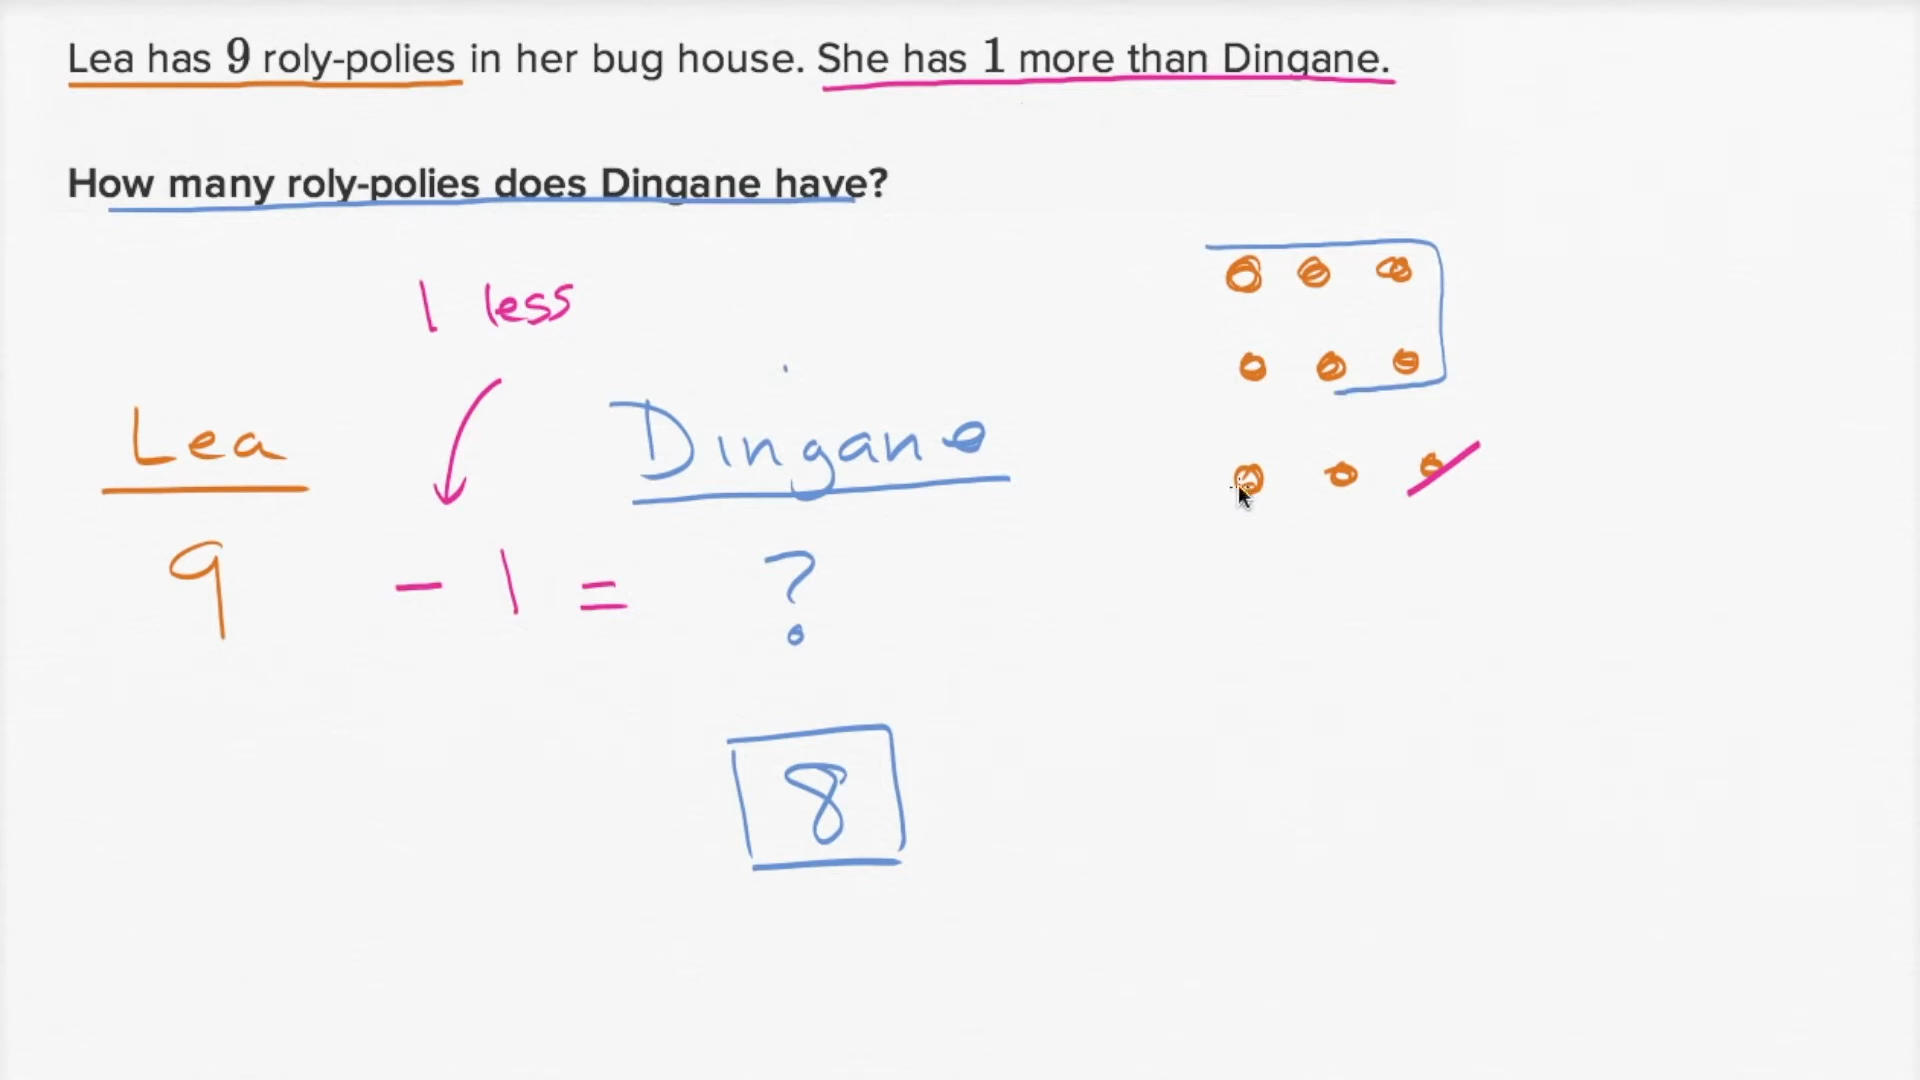 Lea has 9 roly-polies in her bug house. She has 1 more than Dingane.
How many roly-polies does Dingane have?
1 less
Lea
Dingane
9 - 1 = ?
8